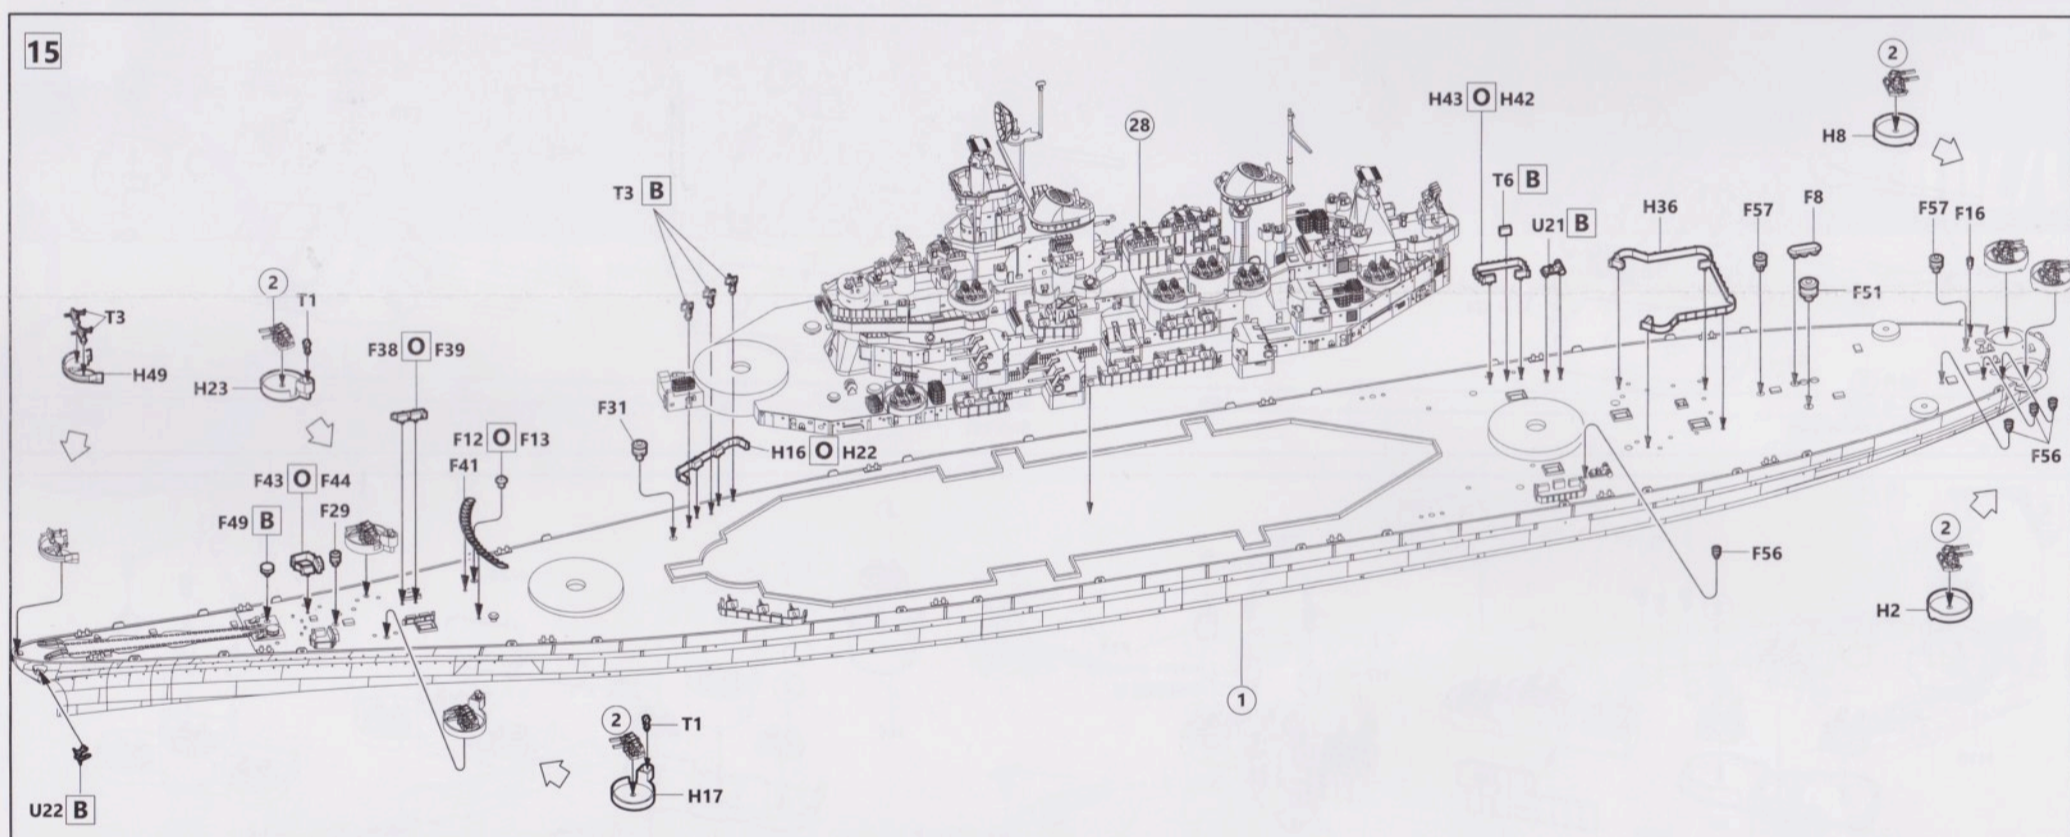 15
2
28
H43 O H42
H8
T3 B
T6 B
U21 B
H36
F57
F8
F57 F16
2
T1
T3
F51
H49
H23
F38 O F39
F31
F12 O F13
F41
H16 O H22
F43 O F44
F56
F49 B
F29
2
F56
H2
1
2
T1
U22 B
H17